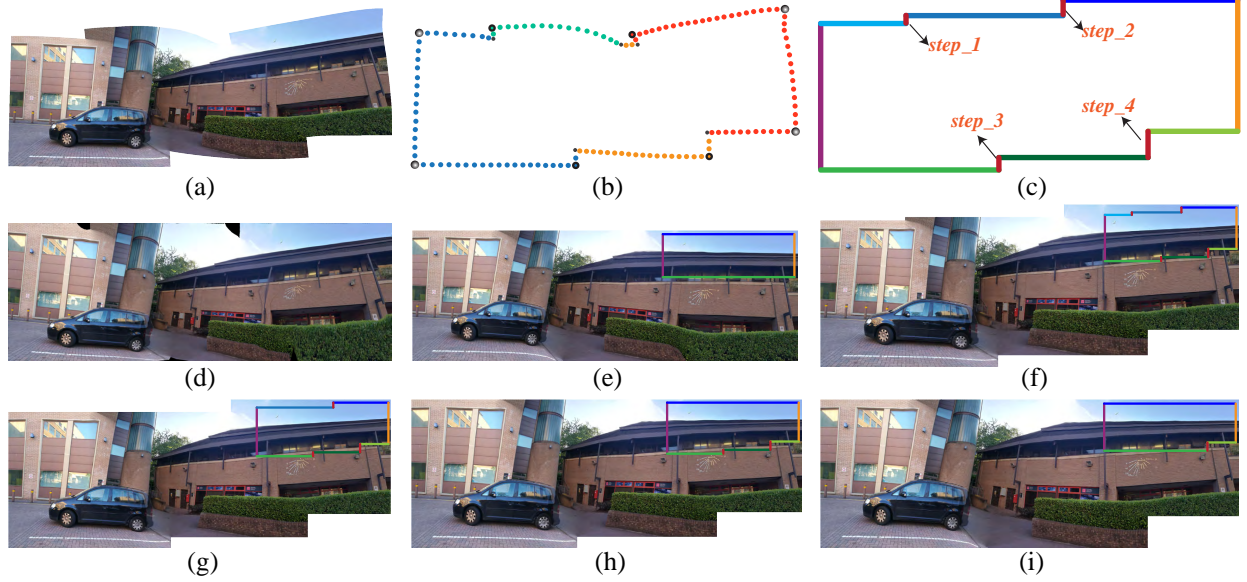 step_1
step_2
step_3
step_4
(a)
(b)
(c)
(d)
(e)
(f)
(g)
(h)
(i)